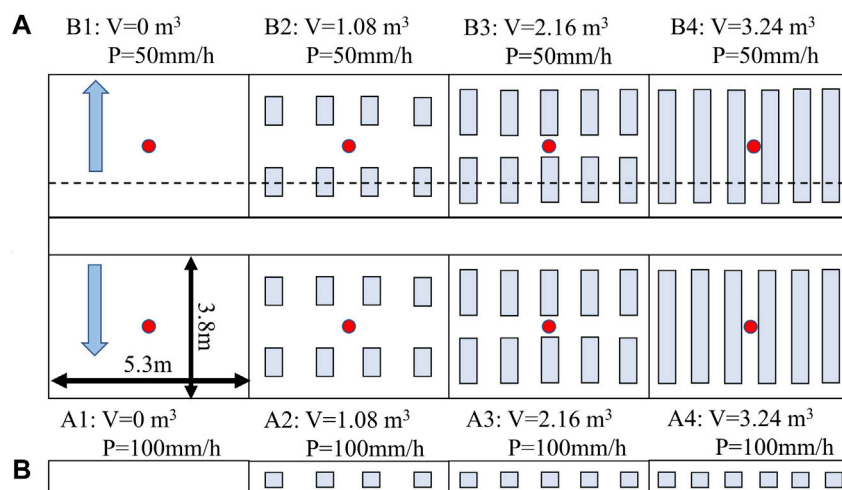 A
B1: V=0 m³ B2: V=1.08 m³ B3: V=2.16 m³ B4: V=3.24 m³
P=50mm/h P=50mm/h P=50mm/h P=50mm/h
3.8m
5.3m
A1: V=0 m³ A2: V=1.08 m³ A3: V=2.16 m³ A4: V=3.24 m³
P=100mm/h P=100mm/h P=100mm/h P=100mm/h
B